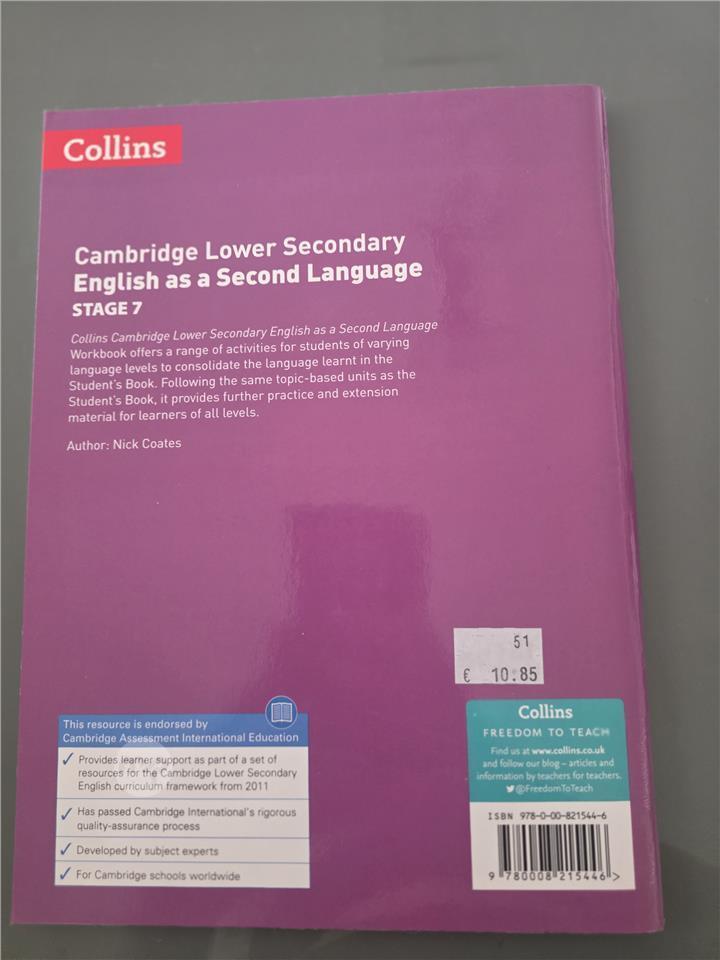 Collins
Cambridge Lower Secondary
English as a Second Language
STAGE 7
Collins Cambridge Lower Secondary English as a Second Language
Workbook offers a range of activities for students of varying
language levels to consolidate the language learnt in the
Student's Book. Following the same topic-based units as the
Student's Book, it provides further practice and extension
material for learners of all levels.
Author: Nick Coates
51
€ 10.85
This resource is endorsed by
Cambridge Assessment International Education
✓ Provides learner support as part of a set of
resources for the Cambridge Lower Secondary
English curriculum framework from 2011
✓ Has passed Cambridge International's rigorous
quality-assurance process
✓ Developed by subject experts
✓ For Cambridge schools worldwide
Collins
FREEDOM TO TEACH
Find us at www.collins.co.uk
and follow our blog – articles and
information by teachers for teachers.
@FreedomToTeach
ISBN 978-0-00-821544-6
9 780008 215446 >